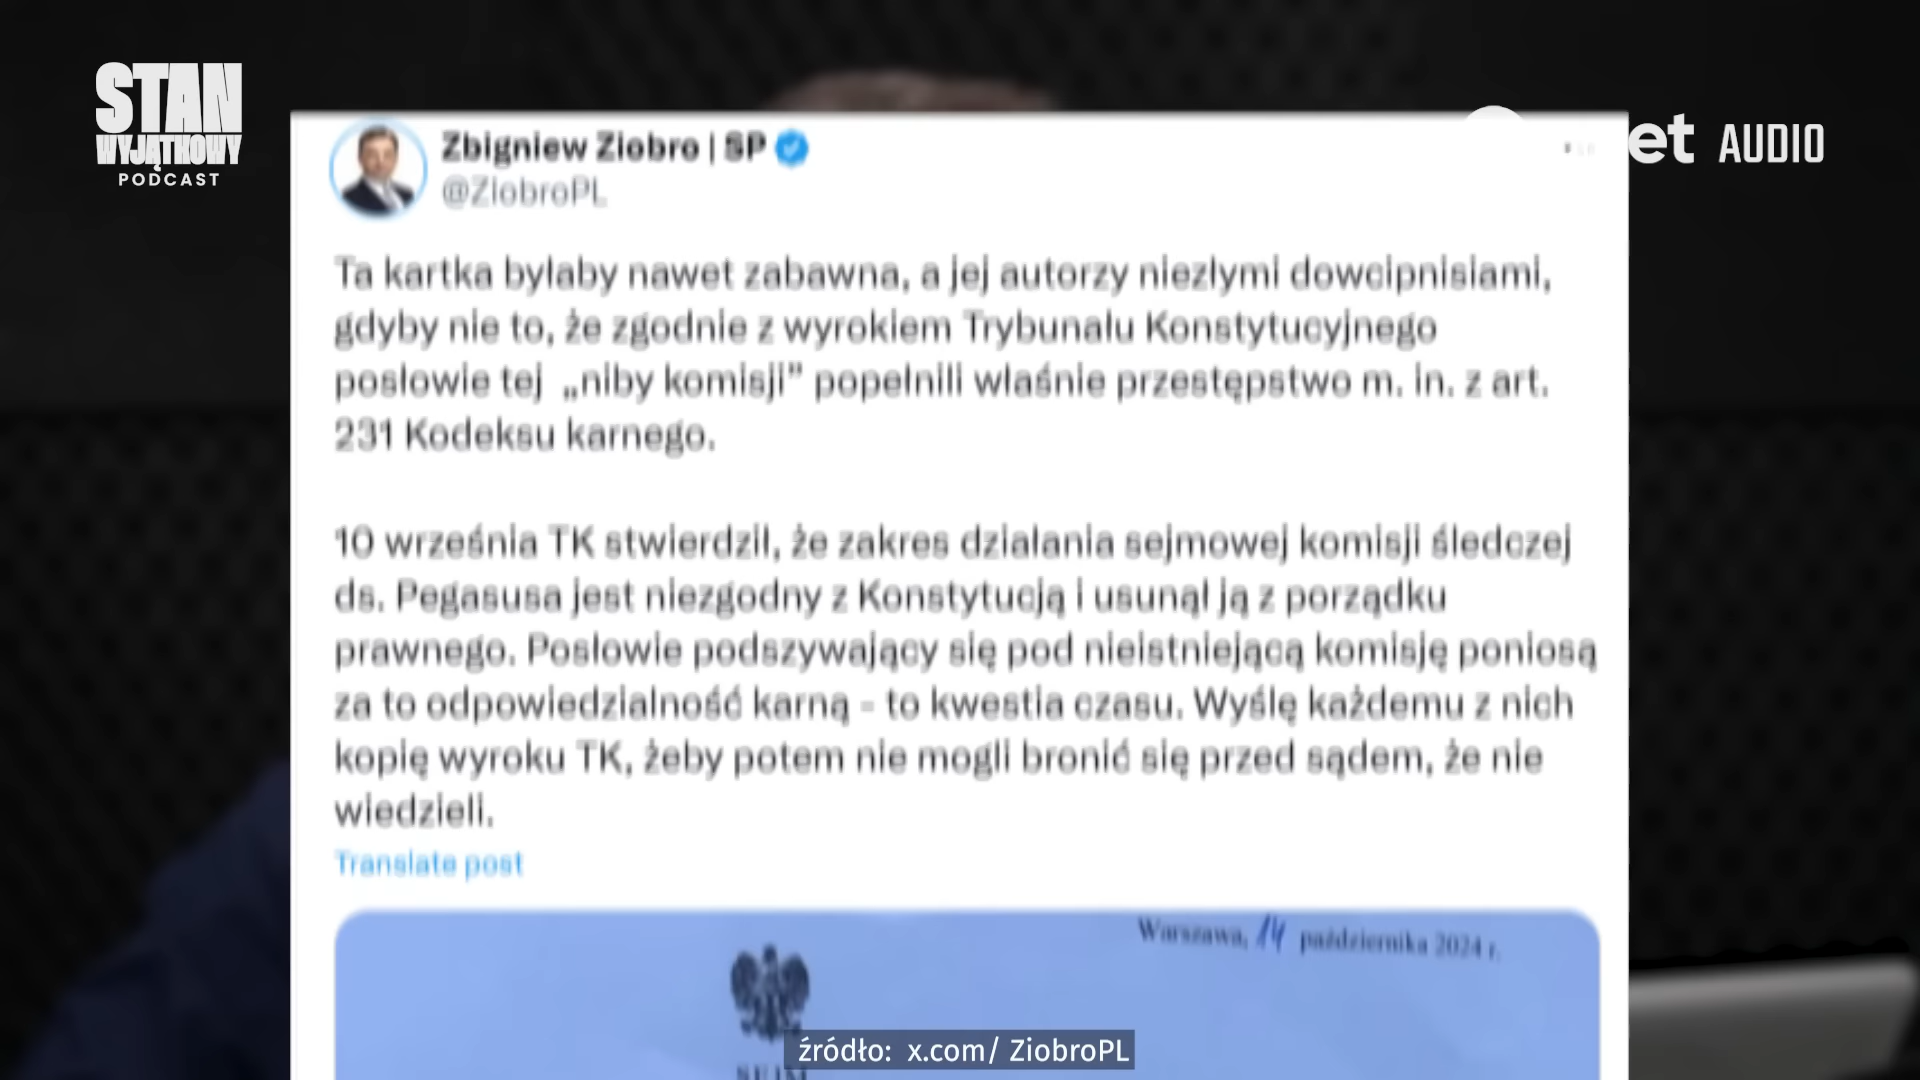 STAN
WYJĄTKOWY
PODCAST
et AUDIO
Zbigniew Ziobro | SP
@ZiobroPL
Ta kartka byłaby nawet zabawna, a jej autorzy niezłymi dowcipnisiami,
gdyby nie to, że zgodnie z wyrokiem Trybunału Konstytucyjnego
posłowie tej „niby komisji” popełnili właśnie przestępstwo m. in. z art.
231 Kodeksu karnego.
10 września TK stwierdził, że zakres działania sejmowej komisji śledczej
ds. Pegasusa jest niezgodny z Konstytucją i usunął ją z porządku
prawnego. Posłowie podszywający się pod nieistniejącą komisję poniosą
za to odpowiedzialność karną - to kwestia czasu. Wyślę każdemu z nich
kopię wyroku TK, żeby potem nie mogli bronić się przed sądem, że nie
wiedzieli.
Translate post
Warszawa, 14 października 2024 r.
SEJM
źródło: x.com/ ZiobroPL